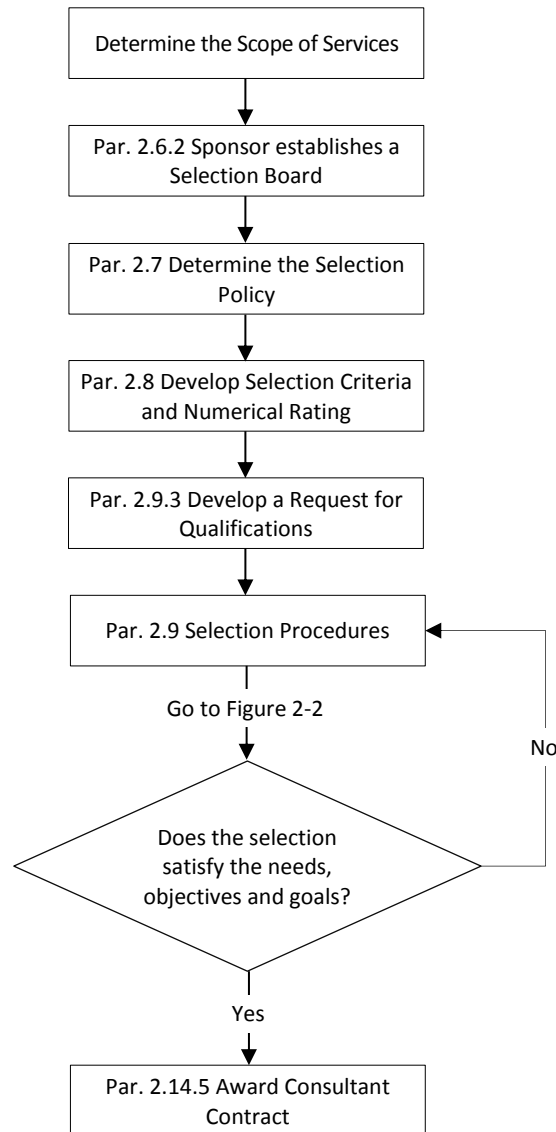 Determine the Scope of Services
Par. 2.6.2 Sponsor establishes a
Selection Board
Par. 2.7 Determine the Selection
Policy
Par. 2.8 Develop Selection Criteria
and Numerical Rating
Par. 2.9.3 Develop a Request for
Qualifications
Par. 2.9 Selection Procedures
Go to Figure 2-2
No
Does the selection
satisfy the needs,
objectives and goals?
Yes
Par. 2.14.5 Award Consultant
Contract